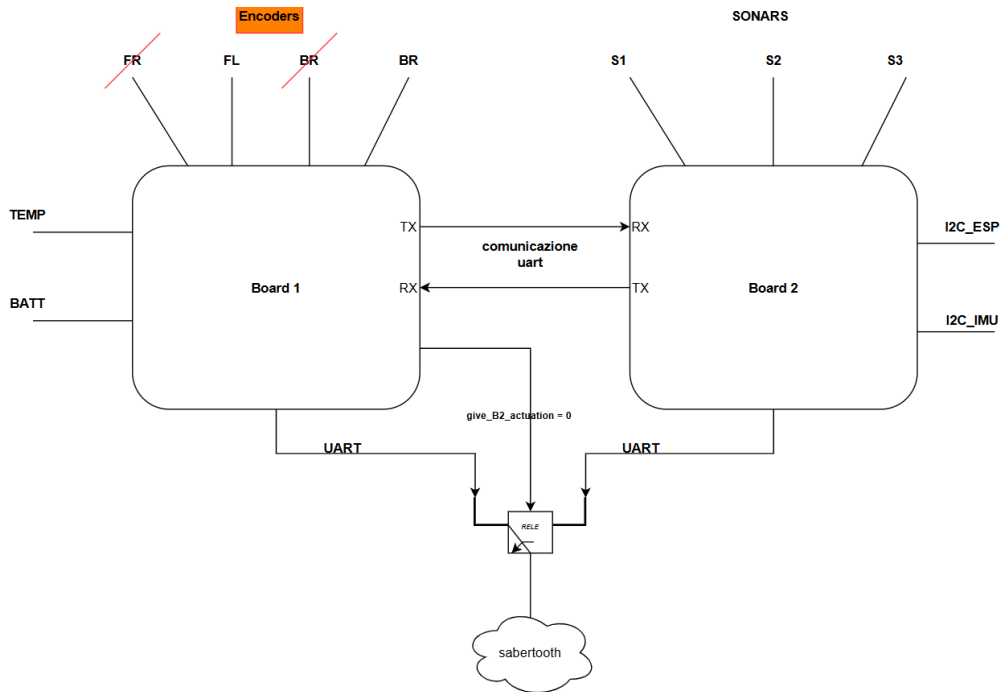 Encoders
SONARS
FR
FL
BR
BR
S1
S2
S3
TEMP
I2C_ESP
TX
RX
comunicazione
uart
Board 1
RX
TX
Board 2
BATT
I2C_IMU
give_B2_actuation = 0
UART
UART
RELE
sabertooth